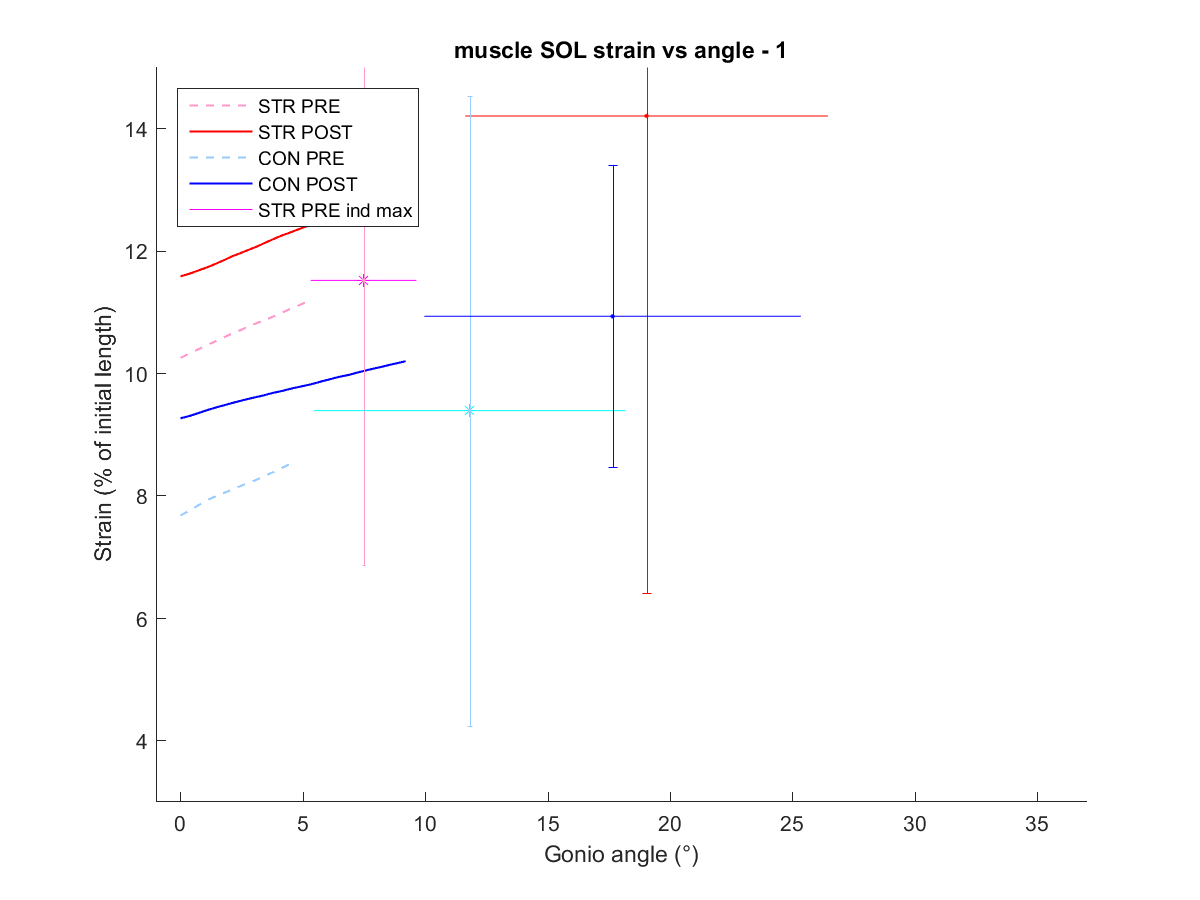 muscle SOL strain vs angle - 1
STR PRE
STR POST
CON PRE
CON POST
STR PRE ind max
14
12
10
8
6
4
Strain (% of initial length)
0 5 10 15 20 25 30 35
Gonio angle (°)